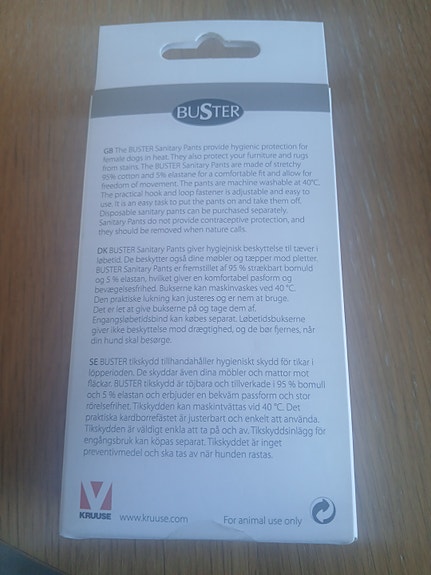 BUSTER
GB The BUSTER Sanitary Pants provide hygienic protection for
female dogs in heat. They also protect your furniture and rugs
from stains. The BUSTER Sanitary Pants are made of stretchy
95% cotton and 5% elastane for a comfortable fit and allow for
freedom of movement. The pants are machine washable at 40°C.
The practical hook and loop fastener is adjustable and easy to
use. It is an easy task to put the pants on and take them off.
Disposable sanitary pants can be purchased separately.
Sanitary Pants do not provide contraceptive protection, and
they should be removed when nature calls.
DK BUSTER Sanitary Pants giver hygiejnisk beskyttelse til tæver i
løbetid. De beskytter også dine møbler og tæpper mod pletter.
BUSTER Sanitary Pants er fremstillet af 95 % strækbart bomuld
og 5 % elastan, hvilket giver en komfortabel pasform og
bevægelsesfrihed. Bukserne kan maskinvaskes ved 40 °C.
Den praktiske lukning kan justeres og er nem at bruge.
Det er let at give bukserne på og tage dem af.
Engangsløbetidsbind kan købes separat. Løbetidsbukserne
giver ikke beskyttelse mod drægtighed, og de bør fjernes, når
din hund skal besørge.
SE BUSTER tikskydd tillhandahåller hygieniskt skydd för tikar i
löpperioden. De skyddar även dina möbler och mattor mot
fläckar. BUSTER tikskydd är töjbara och tillverkade i 95 % bomull
och 5 % elastan och erbjuder en bekväm passform och stor
rörelsefrihet. Tikskydden kan maskintvättas vid 40 °C. Det
praktiska kardborrefästet är justerbart och enkelt att använda.
Tikskydden är väldigt enkla att ta på och av. Tikskyddsinlägg för
engångsbruk kan köpas separat. Tikskyddet är inget
preventivmedel och ska tas av när hunden rastas.
KRUUSE
www.kruuse.com
For animal use only